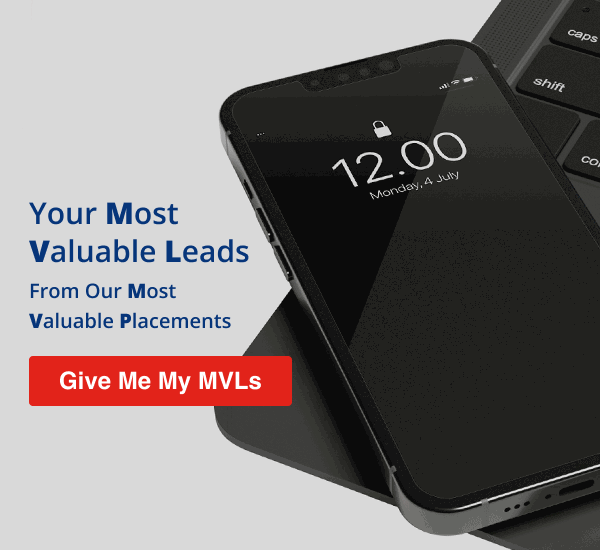 caps
shift
12.00
Monday, 4 July
Your Most
Valuable Leads
From Our Most
Valuable Placements
Give Me My MVLs